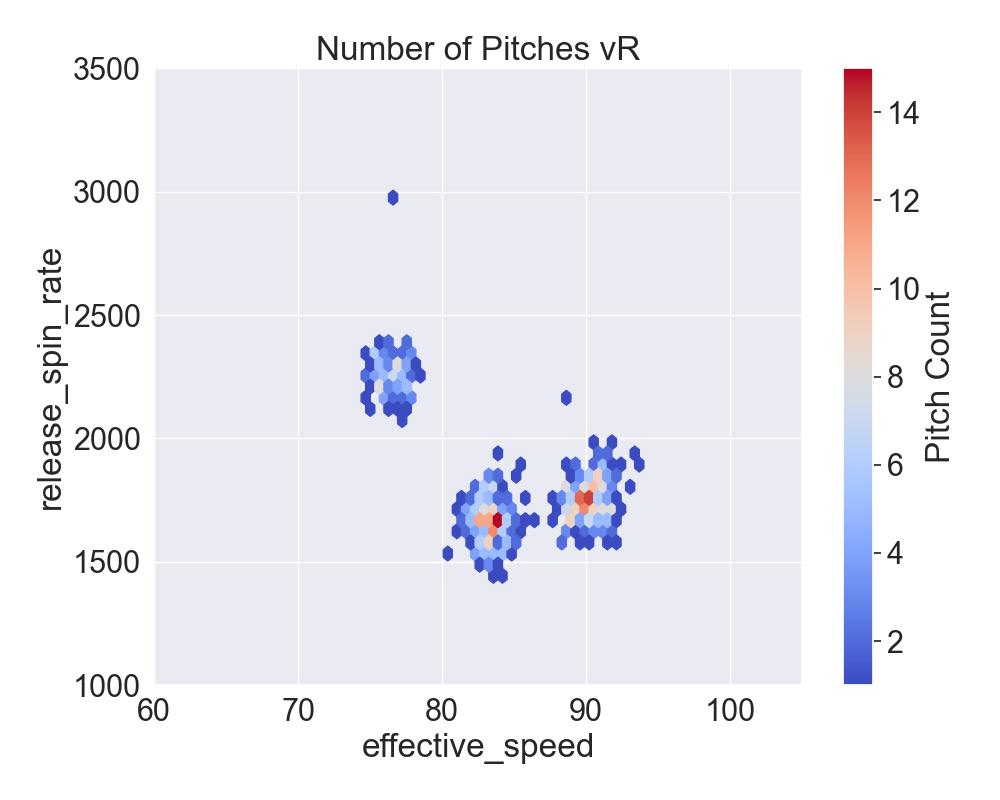 Number of Pitches vR
3500
3000
2500
2000
1500
1000
release_spin_rate
60 70 80 90 100
effective_speed
14
12
10
8
6
4
2
Pitch Count